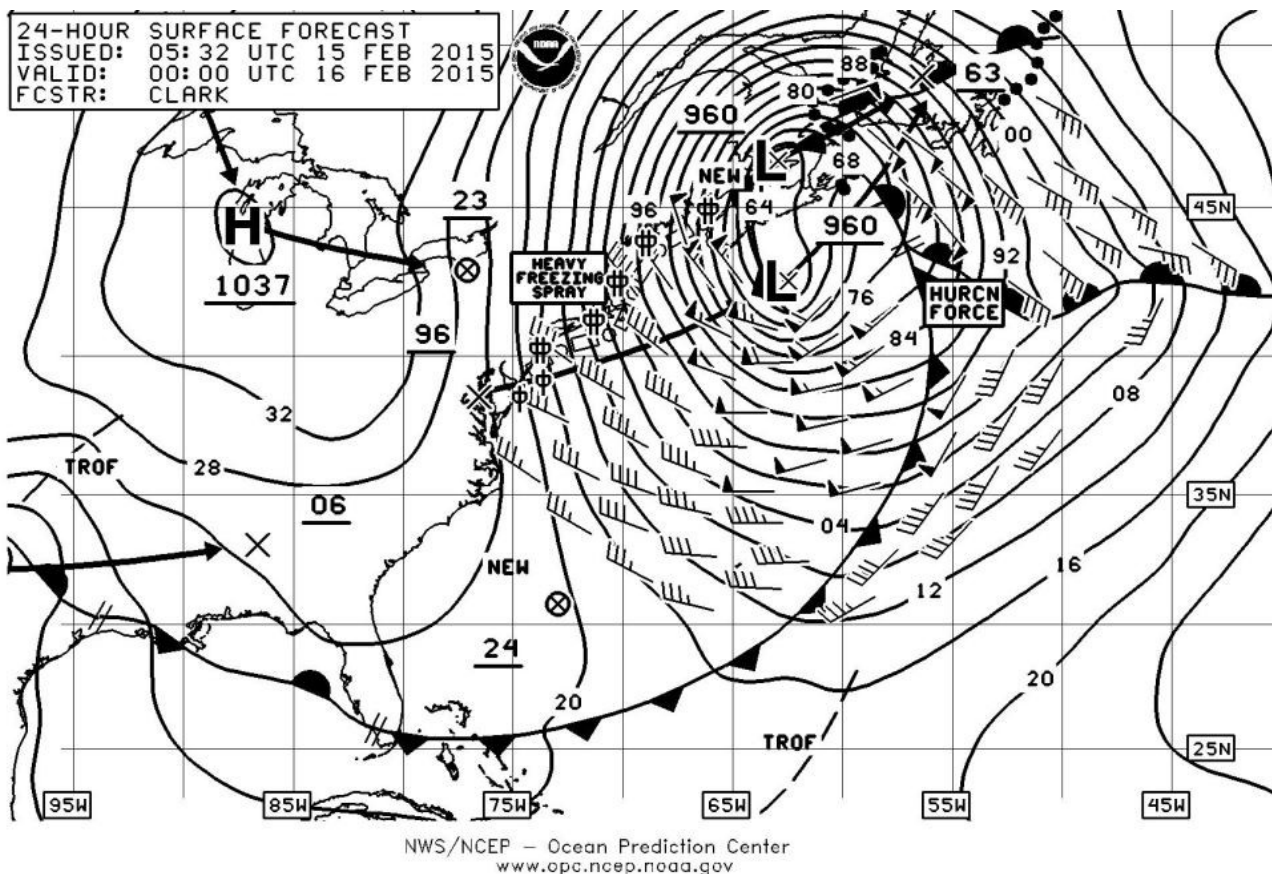 24-HOUR SURFACE FORECAST
ISSUED: 05:32 UTC 15 FEB 2015
VALID: 00:00 UTC 16 FEB 2015
FCSTR: CLARK
NOAA
88
63
80
960
00
L
68
NEW
64
23
96
45N
H
960
HEAVY
FREEZING
SPRAY
L
92
1037
76
HURCN
FORCE
96
84
32
08
TROF
28
35N
06
04
NEW
16
12
24
20
20
TROF
25N
95W
85W
75W
65W
55W
45W
NWS/NCEP – Ocean Prediction Center
www.opc.ncep.noaa.gov